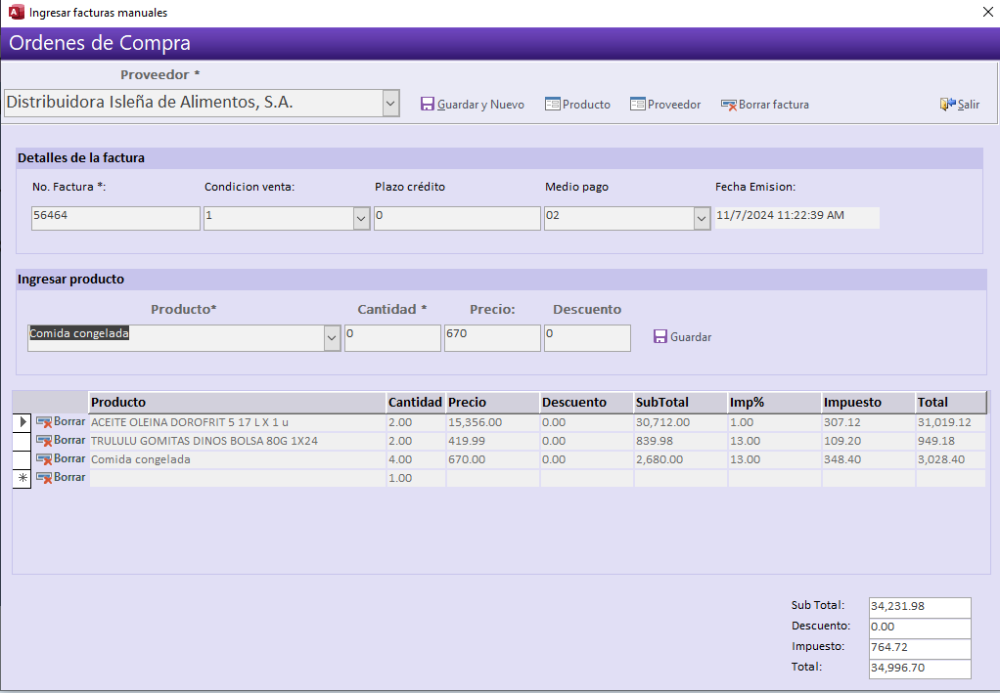 Ingresar facturas manuales
Ordenes de Compra
Proveedor *
Distribuidora Isleña de Alimentos, S.A. Guardar y Nuevo Producto Proveedor Borrar factura Salir
Detalles de la factura
No. Factura *: Condicion venta: Plazo crédito Medio pago Fecha Emision:
56464 1 0 02 11/7/2024 11:22:39 AM
Ingresar producto
Producto* Cantidad * Precio: Descuento
Comida congelada 0 670 0 Guardar
Producto Cantidad Precio Descuento SubTotal Imp% Impuesto Total
Borrar ACEITE OLEINA DOROFRIT 5 17 L X 1 u 2.00 15,356.00 0.00 30,712.00 1.00 307.12 31,019.12
Borrar TRULULU GOMITAS DINOS BOLSA 80G 1X24 2.00 419.99 0.00 839.98 13.00 109.20 949.18
Borrar Comida congelada 4.00 670.00 0.00 2,680.00 13.00 348.40 3,028.40
Borrar 1.00
Sub Total: 34,231.98
Descuento: 0.00
Impuesto: 764.72
Total: 34,996.70